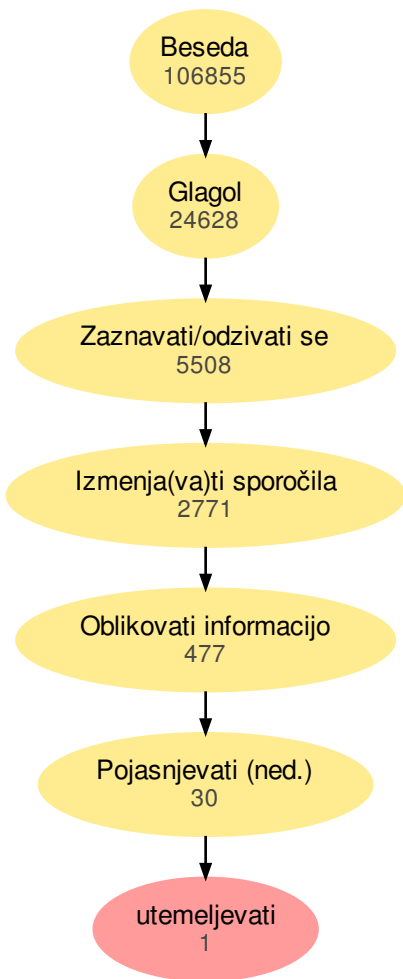 Beseda
106855
Glagol
24628
Zaznavati/odzivati se
5508
Izmenja(va)ti sporočila
2771
Oblikovati informacijo
477
Pojasnjevati (ned.)
30
utemeljevati
1